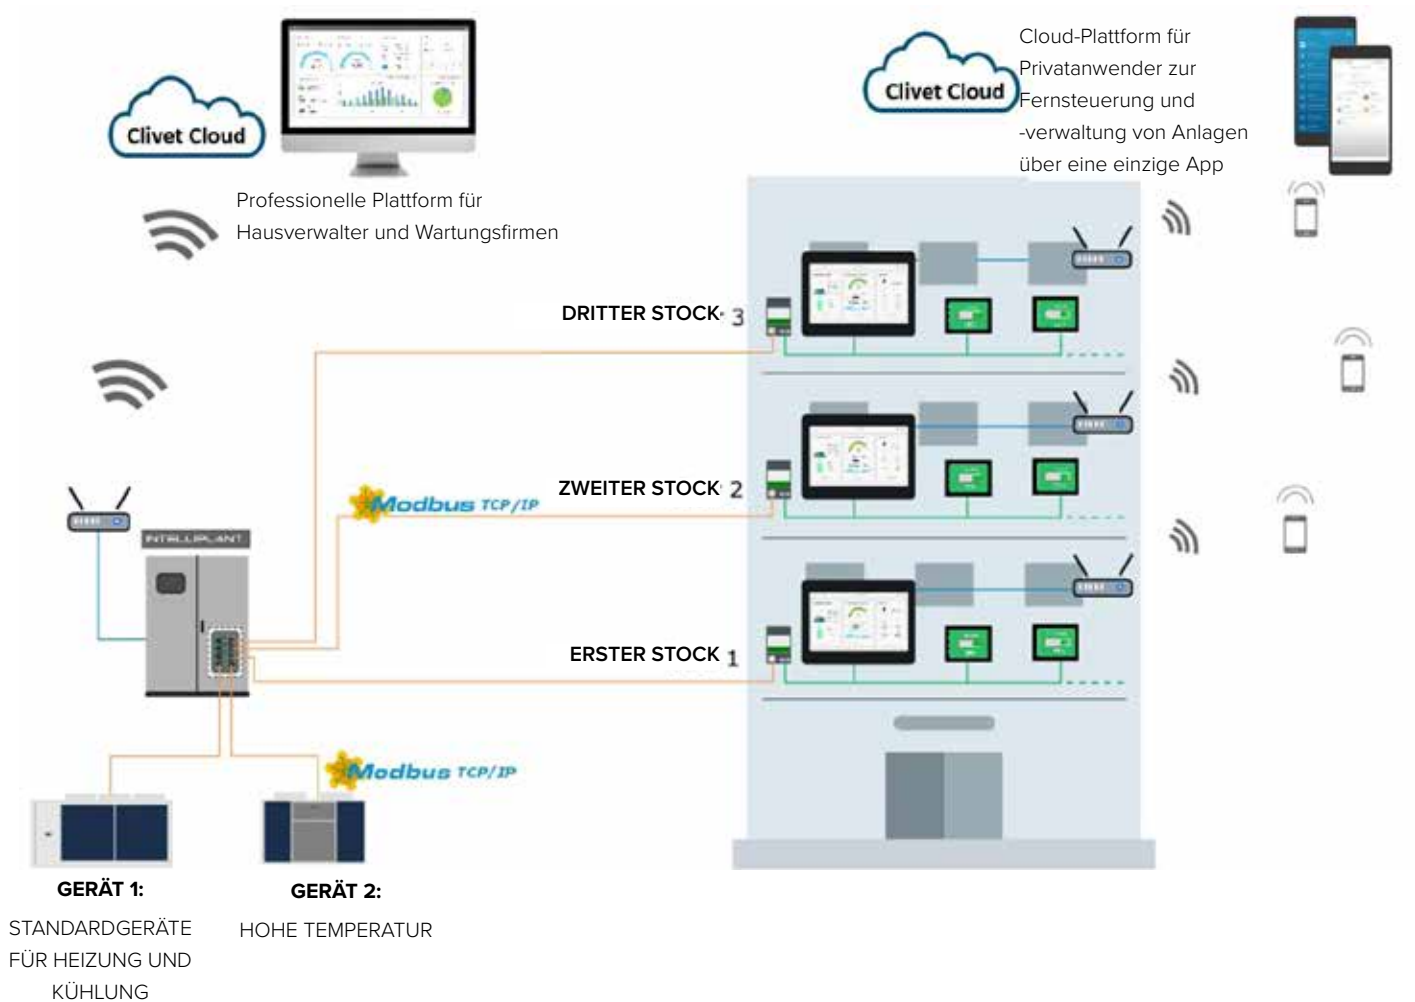 Clivet Cloud
Professionelle Plattform für
Hausverwalter und Wartungsfirmen
Clivet Cloud
Cloud-Plattform für
Privatanwender zur
Fernsteuerung und
-verwaltung von Anlagen
über eine einzige App
DRITTER STOCK 3
Modbus TCP/IP
ZWEITER STOCK 2
INTELLIPLANT
ERSTER STOCK 1
Modbus TCP/IP
GERÄT 1:
STANDARDGERÄTE
FÜR HEIZUNG UND
KÜHLUNG
GERÄT 2:
HOHE TEMPERATUR